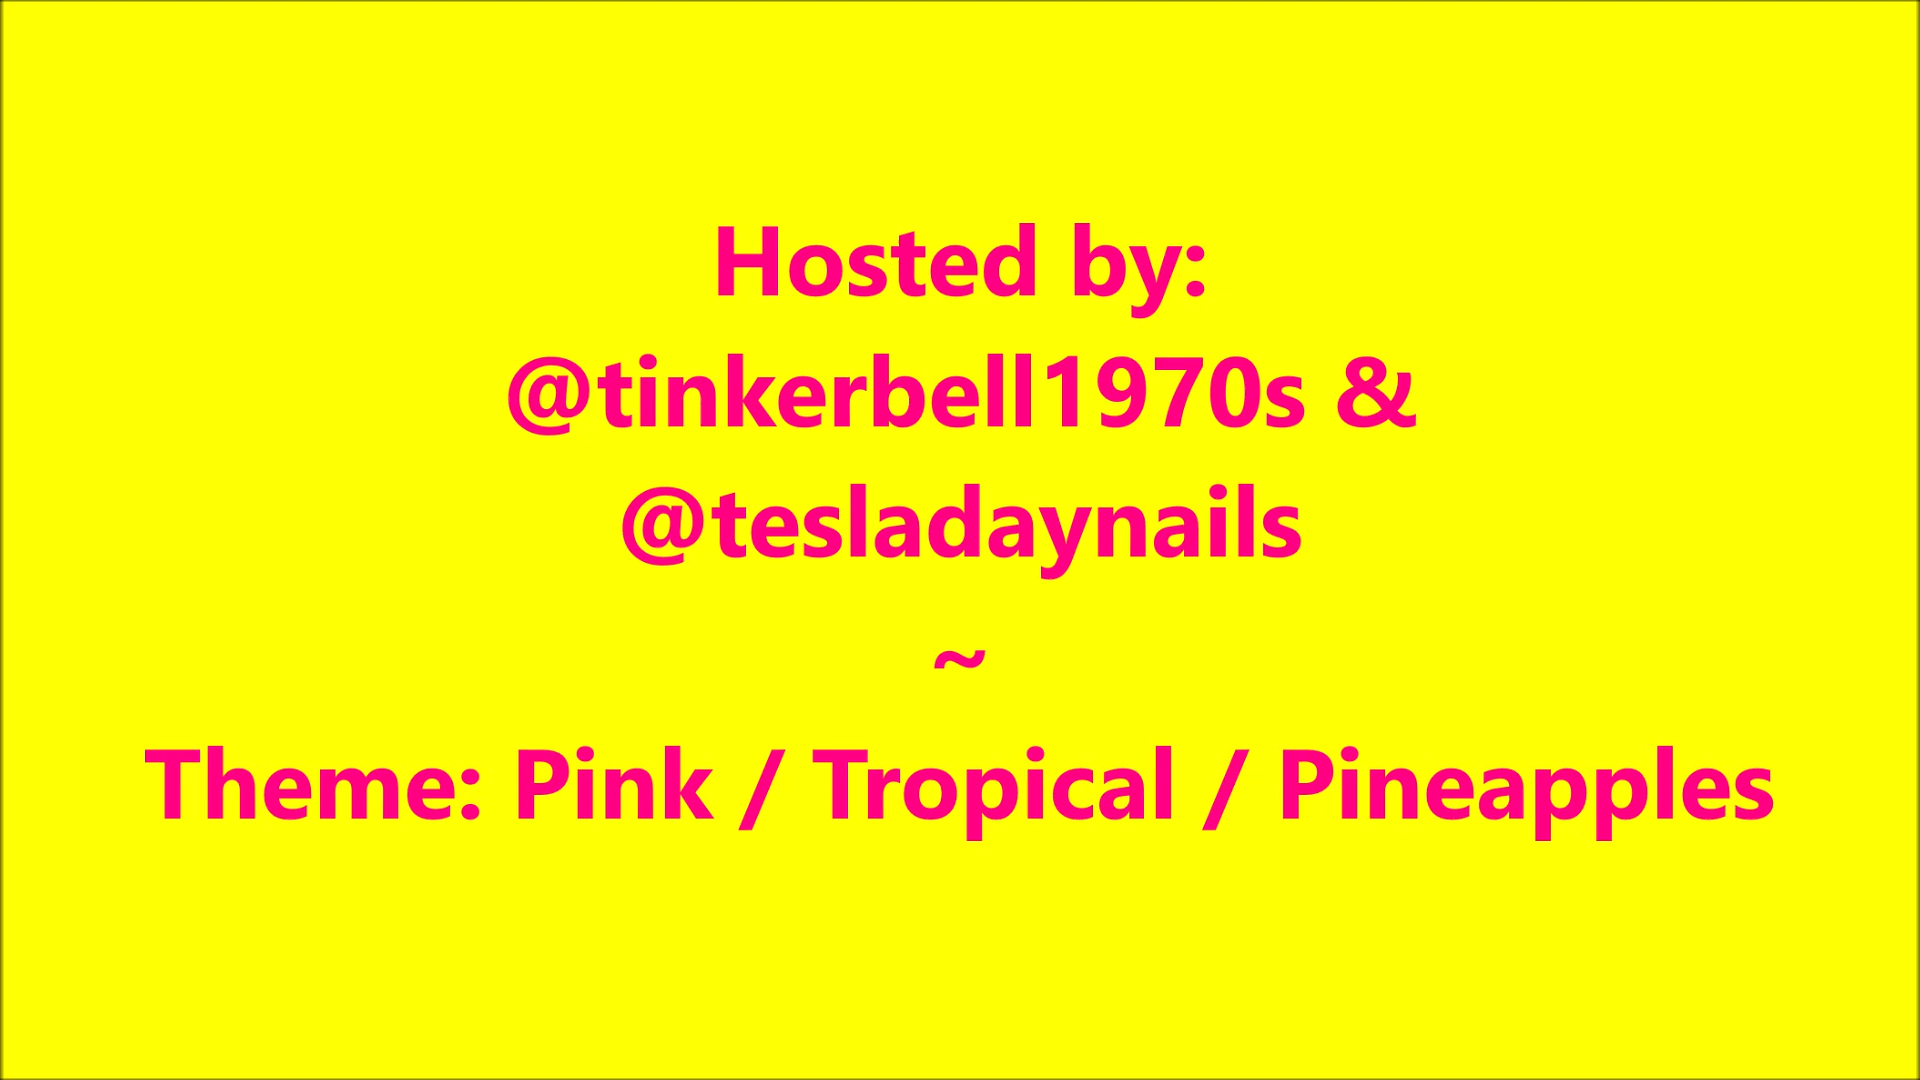 Hosted by:
@tinkerbell1970s &
@tesladaynails
~
Theme: Pink / Tropical / Pineapples